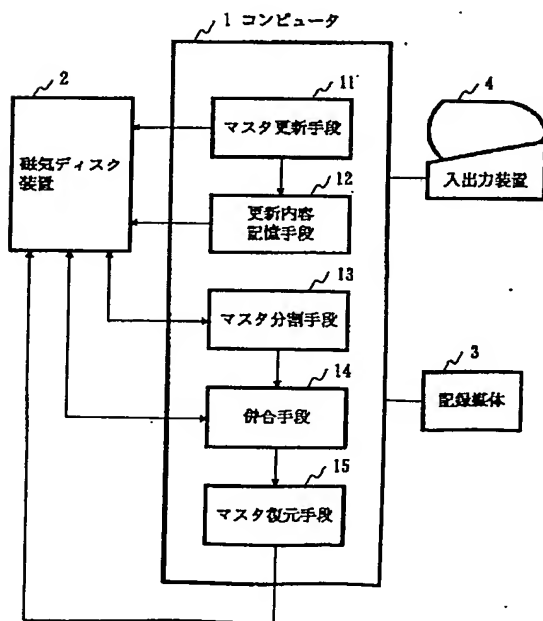 1 コンピュータ
2
磁気ディスク
装置
11
マスタ更新手段
12
更新内容
記憶手段
13
マスタ分割手段
14
併合手段
15
マスタ復元手段
4
入出力装置
3
記録媒体